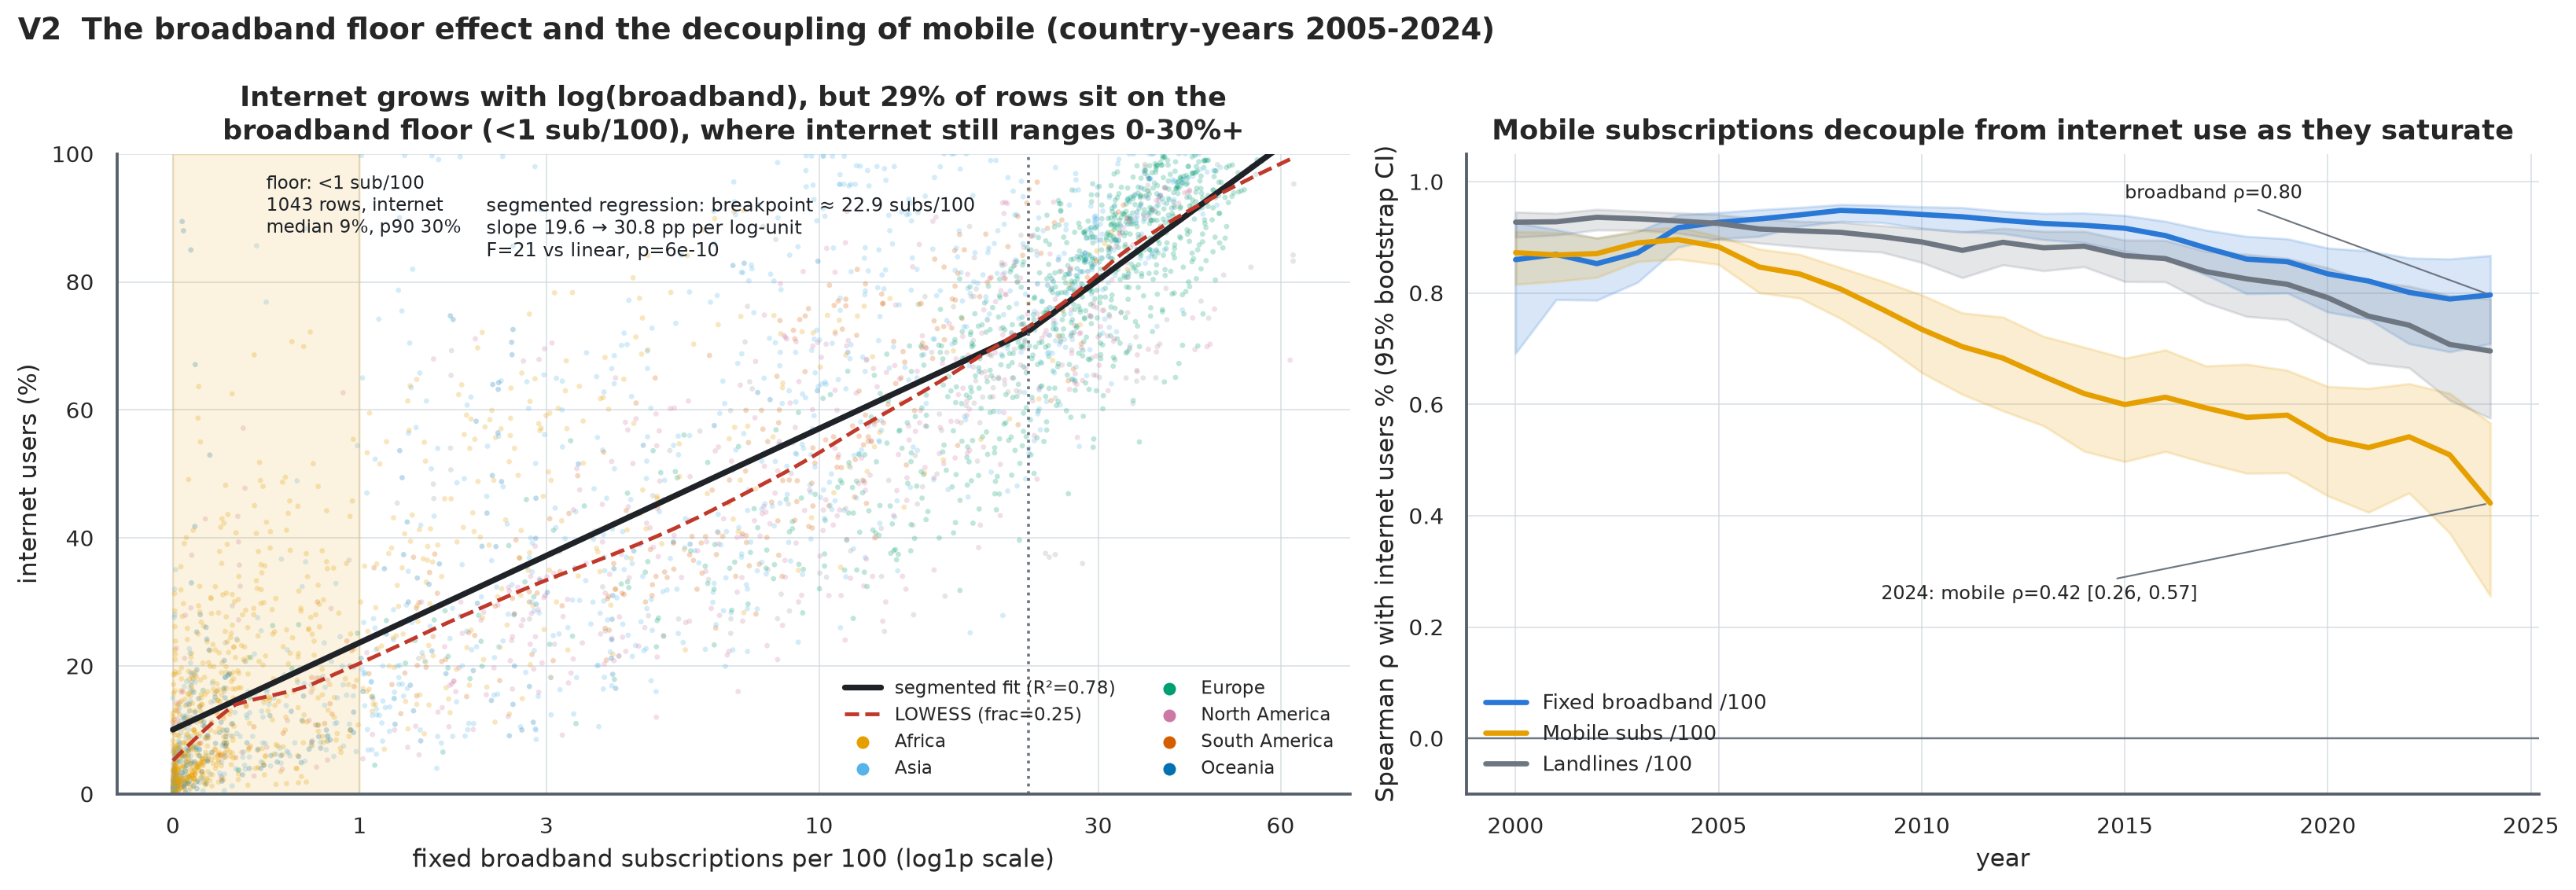 V2  The broadband floor effect and the decoupling of mobile (country-years 2005-2024)
Internet grows with log(broadband), but 29% of rows sit on the
broadband floor (<1 sub/100), where internet still ranges 0-30%+
internet users (%)
100
80
60
40
20
0
floor: <1 sub/100
1043 rows, internet
median 9%, p90 30%
segmented regression: breakpoint ≈ 22.9 subs/100
slope 19.6 → 30.8 pp per log-unit
F=21 vs linear, p=6e-10
segmented fit (R²=0.78)
LOWESS (frac=0.25)
Africa
Asia
Europe
North America
South America
Oceania
0
1
3
10
30
60
fixed broadband subscriptions per 100 (log1p scale)
Mobile subscriptions decouple from internet use as they saturate
Spearman ρ with internet users % (95% bootstrap CI)
1.0
0.8
0.6
0.4
0.2
0.0
broadband ρ=0.80
2024: mobile ρ=0.42 [0.26, 0.57]
Fixed broadband /100
Mobile subs /100
Landlines /100
2000
2005
2010
2015
2020
2025
year